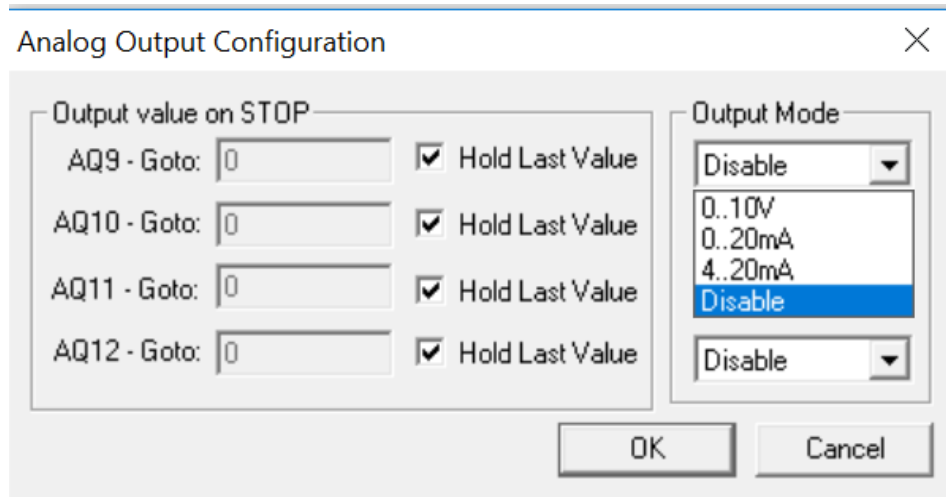 Analog Output Configuration
Output value on STOP
AQ9 - Goto: 0 Hold Last Value
AQ10 - Goto: 0 Hold Last Value
AQ11 - Goto: 0 Hold Last Value
AQ12 - Goto: 0 Hold Last Value
Output Mode
Disable
0..10V
0..20mA
4..20mA
Disable
Disable
OK Cancel